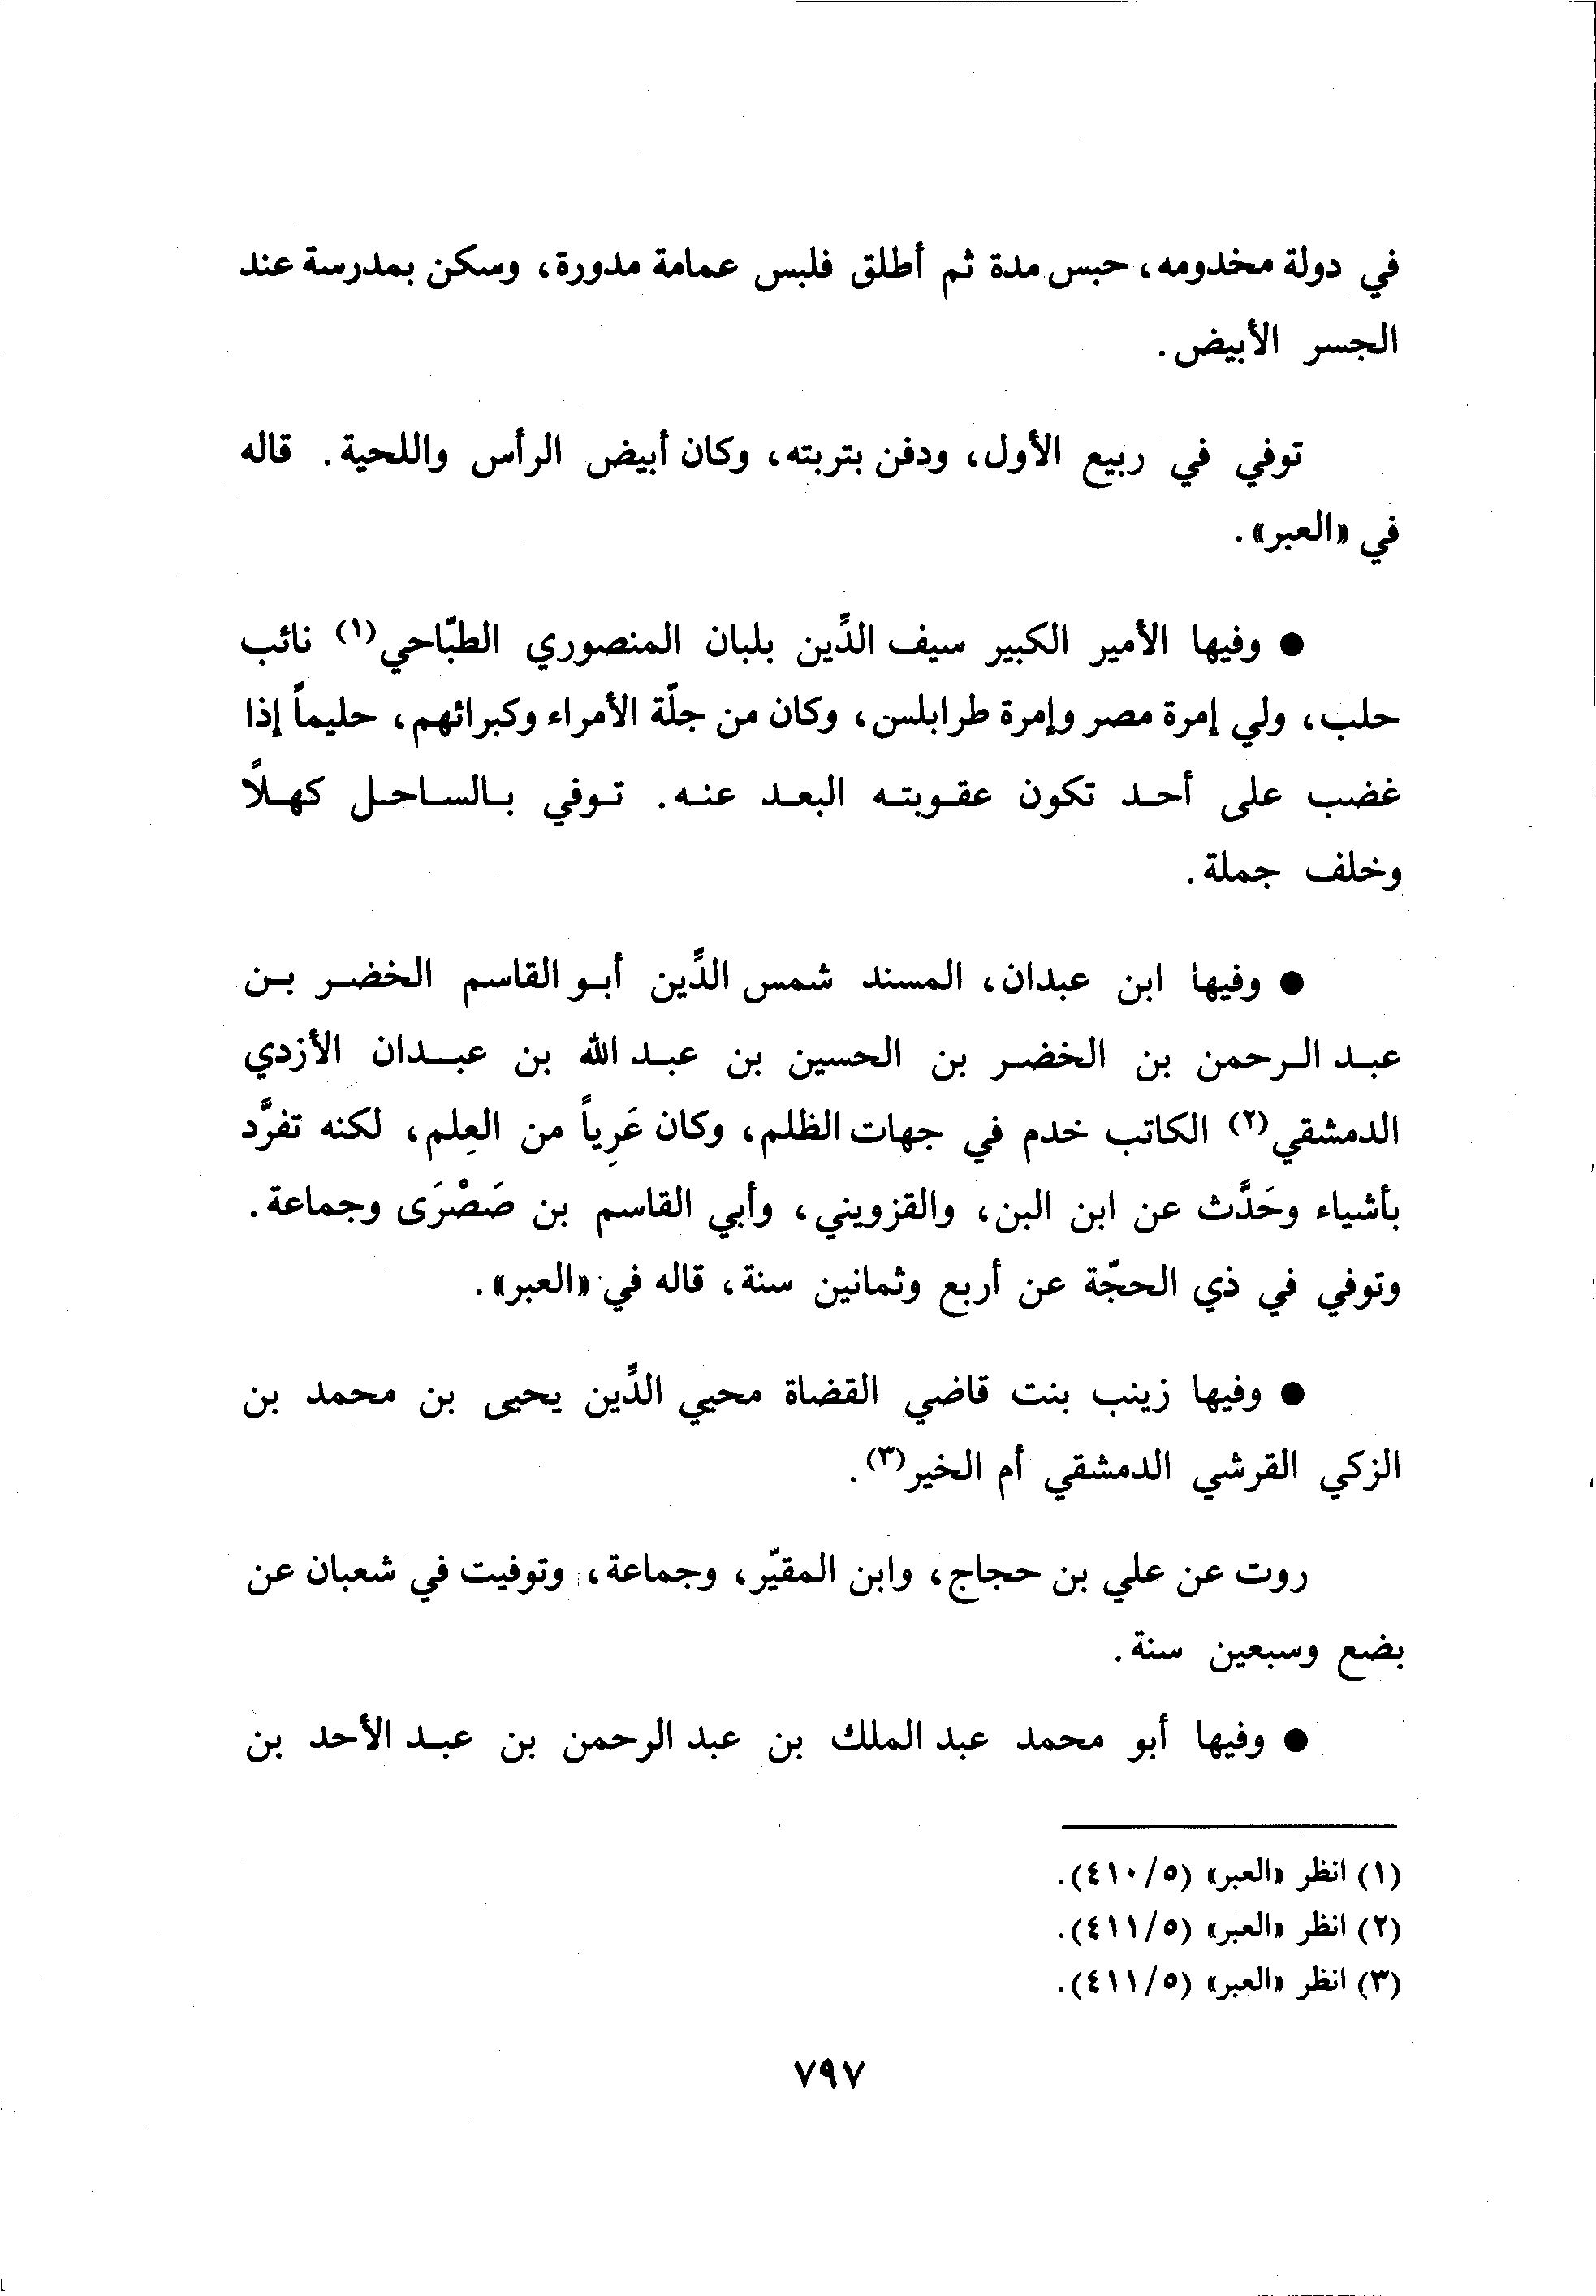 في دولة مخدومه، حبس مدة ثم أطلق فلبس عمامة مدورة، وسكن بمدرسة عند
الجسر الأبيض.
توفي في ربيع الأول، ودفن بتربته، وكان أبيض الرأس واللحية. قاله
في «العبر».
● وفيها الأمير الكبير سيف الدِّين بلبان المنصوري الطبّاحي(١) نائب
حلب، ولي إمرة مصر وإمرة طرابلس، وكان من جلّة الأمراء وكبرائهم، حليماً إذا
غضب على أحد تكون عقوبته البعد عنه. توفي بالساحل كهلاً
وخلف جملة.
● وفيها ابن عبدان، المسند شمس الدِّين أبو القاسم الخضر بن
عبد الرحمن بن الخضر بن الحسين بن عبد الله بن عبدان الأزدي
الدمشقي(٢) الكاتب خدم في جهات الظلم، وكان عَرِياً من العِلم، لكنه تفرَّد
بأشياء وحَدَّث عن ابن البن، والقزويني، وأبي القاسم بن صَصْرَى وجماعة.
وتوفي في ذي الحجّة عن أربع وثمانين سنة، قاله في «العبر».
● وفيها زينب بنت قاضي القضاة محيي الدِّين يحيى بن محمد بن
الزكي القرشي الدمشقي أم الخير(٣).
روت عن علي بن حجاج، وابن المقيّر، وجماعة، وتوفيت في شعبان عن
بضع وسبعين سنة.
● وفيها أبو محمد عبد الملك بن عبد الرحمن بن عبد الأحد بن
(١) انظر «العبر» (٥/٤١٠).
(٢) انظر «العبر» (٥/٤١١).
(٣) انظر «العبر» (٥/٤١١).
٧٩٧